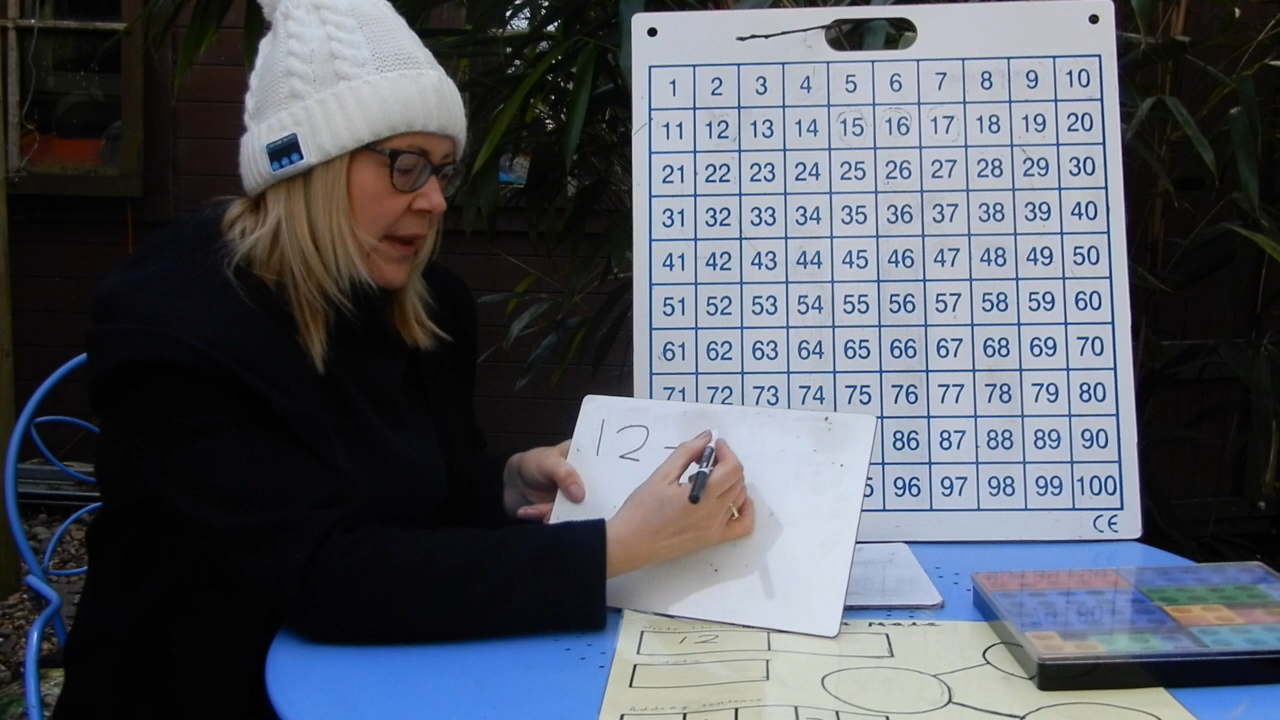 1 2 3 4 5 6 7 8 9 10
11 12 13 14 15 16 17 18 19 20
21 22 23 24 25 26 27 28 29 30
31 32 33 34 35 36 37 38 39 40
41 42 43 44 45 46 47 48 49 50
51 52 53 54 55 56 57 58 59 60
61 62 63 64 65 66 67 68 69 70
71 72 73 74 75 76 77 78 79 80
86 87 88 89 90
96 97 98 99 100
CE
12 -
12